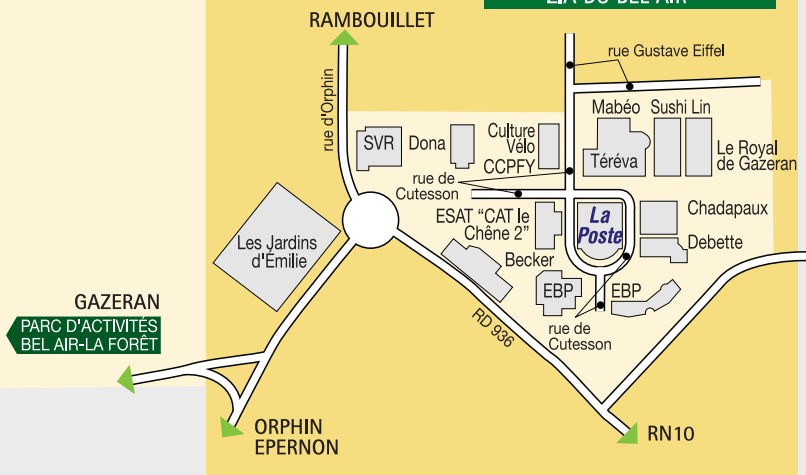 Z.A DU BEL AIR
RAMBOUILLET
rue Gustave Eiffel
rue d'Orphin
Mabéo
Sushi Lin
SVR
Dona
Culture
Vélo
CCPFY
Téréva
Le Royal
de Gazeran
rue de
Cutesson
ESAT “CAT le
Chêne 2”
La
Poste
Chadapaux
Debette
Les Jardins
d'Émilie
Becker
EBP
EBP
GAZERAN
PARC D'ACTIVITÉS
BEL AIR-LA FORÊT
RD 936
rue de
Cutesson
ORPHIN
EPERNON
RN10